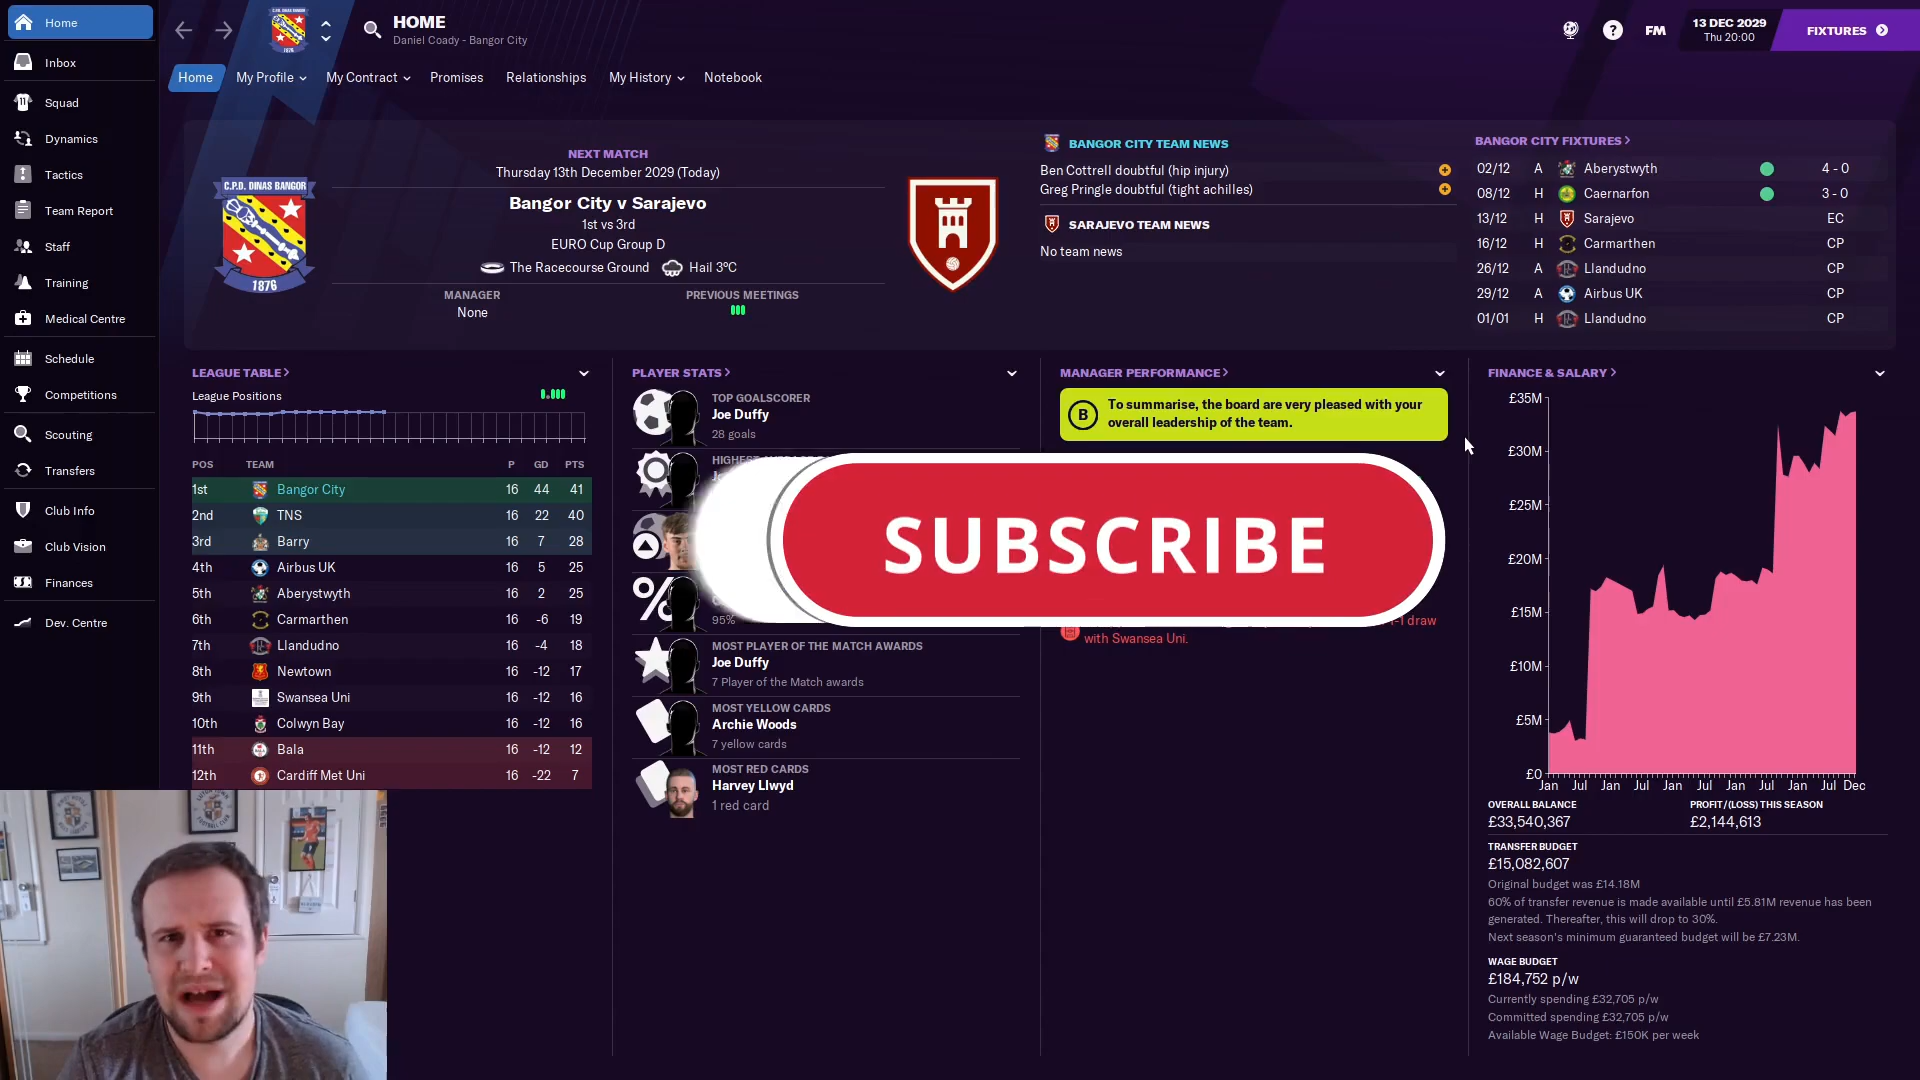 Home
Inbox
Squad
Dynamics
Tactics
Team Report
Staff
Training
Medical Centre
Schedule
Competitions
Scouting
Transfers
Club Info
Club Vision
Finances
Dev. Centre
HOME
Daniel Coady - Bangor City
FM
13 DEC 2029
Thu 20:00
FIXTURES
Home
My Profile
My Contract
Promises
Relationships
My History
Notebook
C.P.D. DINAS BANGOR
1876
NEXT MATCH
Thursday 13th December 2029 (Today)
Bangor City v Sarajevo
1st vs 3rd
EURO Cup Group D
The Racecourse Ground Hail 3ºC
MANAGER
None
PREVIOUS MEETINGS
BANGOR CITY TEAM NEWS
Ben Cottrell doubtful (hip injury)
Greg Pringle doubtful (tight achilles)
SARAJEVO TEAM NEWS
No team news
BANGOR CITY FIXTURES
02/12 A Aberystwyth 4 - 0
08/12 H Caernarfon 3 - 0
13/12 H Sarajevo EC
16/12 H Carmarthen CP
26/12 A Llandudno CP
29/12 A Airbus UK CP
01/01 H Llandudno CP
LEAGUE TABLE
League Positions
POS TEAM P GD PTS
1st Bangor City 16 44 41
2nd TNS 16 22 40
3rd Barry 16 7 28
4th Airbus UK 16 5 25
5th Aberystwyth 16 2 25
6th Carmarthen 16 -6 19
7th Llandudno 16 -4 18
8th Newtown 16 -12 17
9th Swansea Uni 16 -12 16
10th Colwyn Bay 16 -12 16
11th Bala 16 -12 12
12th Cardiff Met Uni 16 -22 7
PLAYER STATS
TOP GOALSCORER
Joe Duffy
28 goals
95%
MOST PLAYER OF THE MATCH AWARDS
Joe Duffy
7 Player of the Match awards
MOST YELLOW CARDS
Archie Woods
7 yellow cards
MOST RED CARDS
Harvey Llwyd
1 red card
MANAGER PERFORMANCE
B
To summarise, the board are very pleased with your
overall leadership of the team.
SUBSCRIBE
draw
with Swansea Uni.
FINANCE & SALARY
£35M
£30M
£25M
£20M
£15M
£10M
£5M
£0
Jan Jul Jan Jul Jan Jul Jan Jul Jan Jul Dec
OVERALL BALANCE
£33,540,367
PROFIT/(LOSS) THIS SEASON
£2,144,613
TRANSFER BUDGET
£15,082,607
Original budget was £14.18M
60% of transfer revenue is made available until £5.81M revenue has been
generated. Thereafter, this will drop to 30%.
Next season's minimum guaranteed budget will be £7.23M.
WAGE BUDGET
£184,752 p/w
Currently spending £32,705 p/w
Committed spending £32,705 p/w
Available Wage Budget: £150K per week